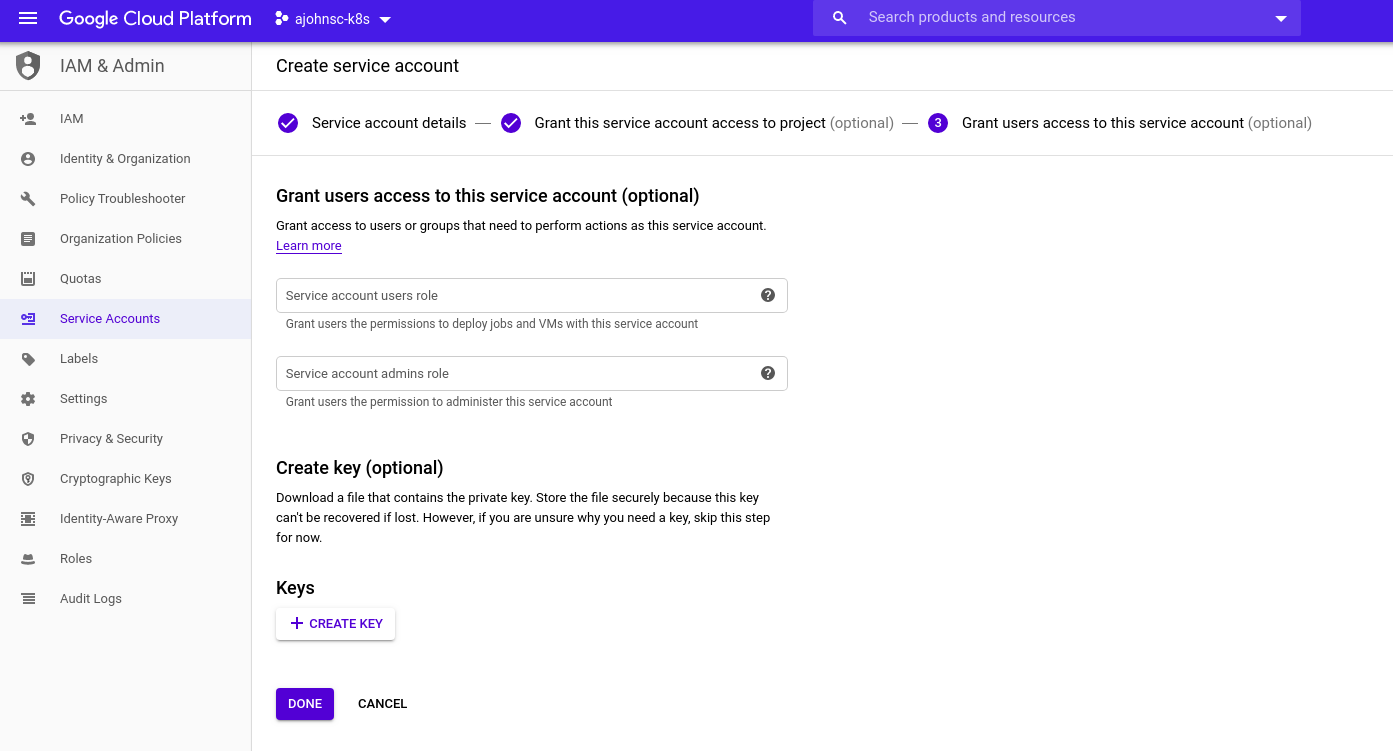 Google Cloud Platform
ajohnsc-k8s
Search products and resources
IAM & Admin
Create service account
IAM
Identity & Organization
Policy Troubleshooter
Organization Policies
Quotas
Service Accounts
Labels
Settings
Privacy & Security
Cryptographic Keys
Identity-Aware Proxy
Roles
Audit Logs
Service account details
Grant this service account access to project (optional)
3
Grant users access to this service account (optional)
Grant users access to this service account (optional)
Grant access to users or groups that need to perform actions as this service account.
Learn more
Service account users role
?
Grant users the permissions to deploy jobs and VMs with this service account
Service account admins role
?
Grant users the permission to administer this service account
Create key (optional)
Download a file that contains the private key. Store the file securely because this key
can't be recovered if lost. However, if you are unsure why you need a key, skip this step
for now.
Keys
CREATE KEY
DONE
CANCEL